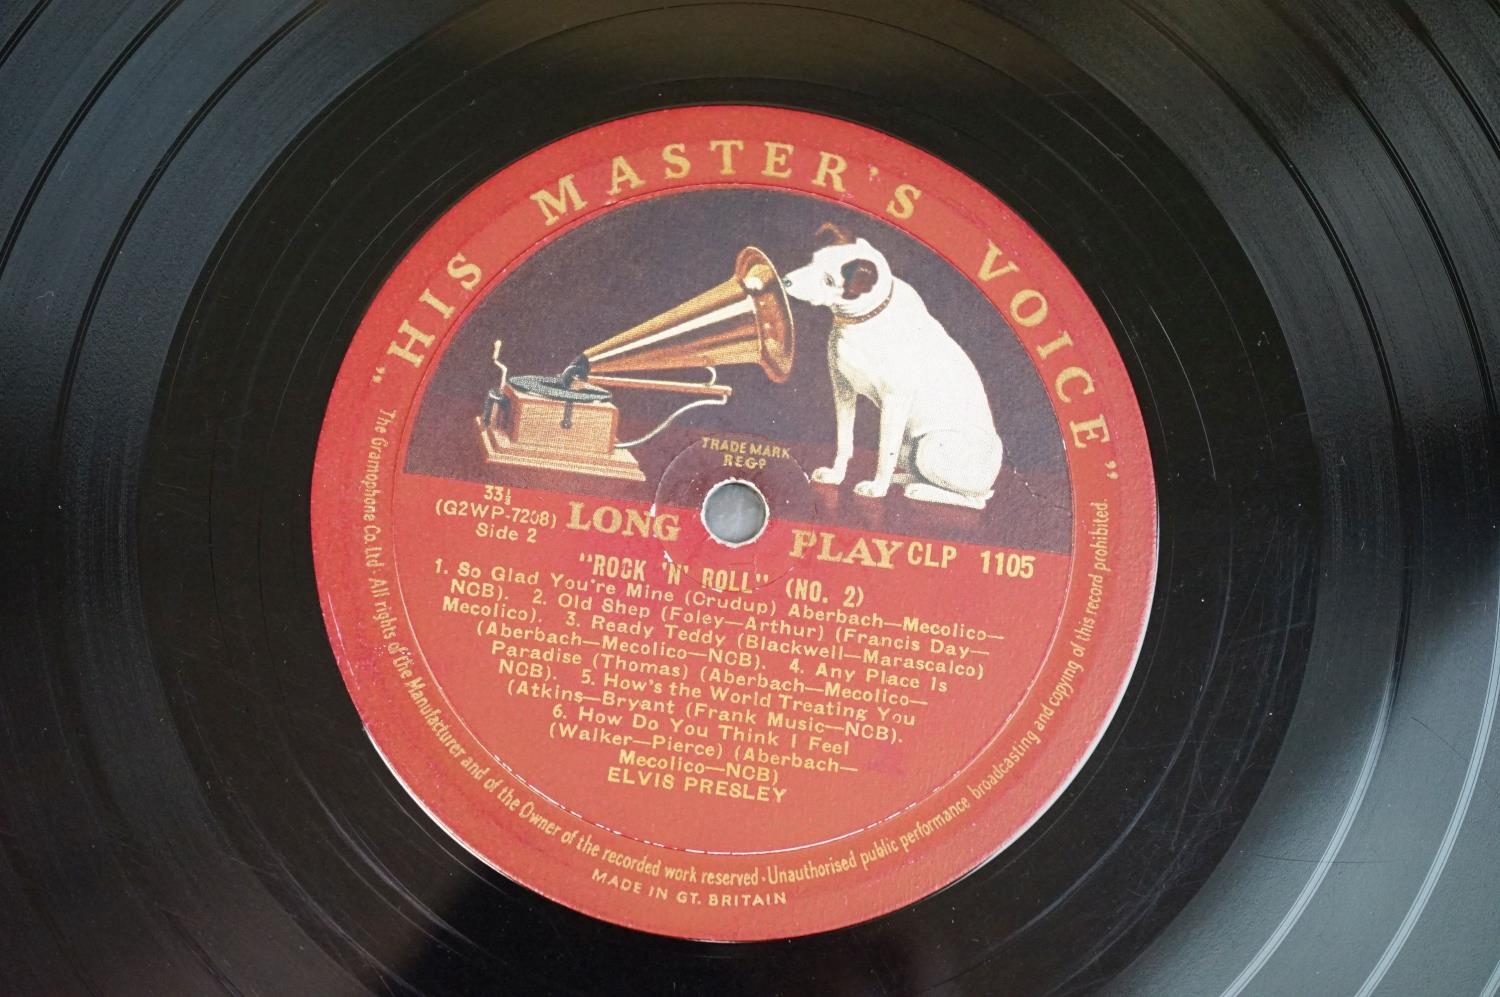 "HIS MASTER'S VOICE"
TRADE MARK
REGD
33⅓
(G2WP-7208)
Side 2
LONG PLAY
CLP 1105
"ROCK 'N' ROLL" (NO. 2)
1. So Glad You're Mine (Crudup) Aberbach—Mecolico—
NCB). 2. Old Shep (Foley—Arthur) (Francis Day—
Mecolico). 3. Ready Teddy (Blackwell—Marascalco)
(Aberbach—Mecolico—NCB). 4. Any Place Is
Paradise (Thomas) (Aberbach—Mecolico—
NCB). 5. How's the World Treating You
(Atkins—Bryant (Frank Music—NCB).
6. How Do You Think I Feel
(Walker—Pierce) (Aberbach—
Mecolico—NCB)
ELVIS PRESLEY
The Gramophone Co. Ltd · All rights of the Manufacturer and of the Owner of the recorded work reserved · Unauthorised public performance broadcasting and copying of this record prohibited.
MADE IN GT. BRITAIN